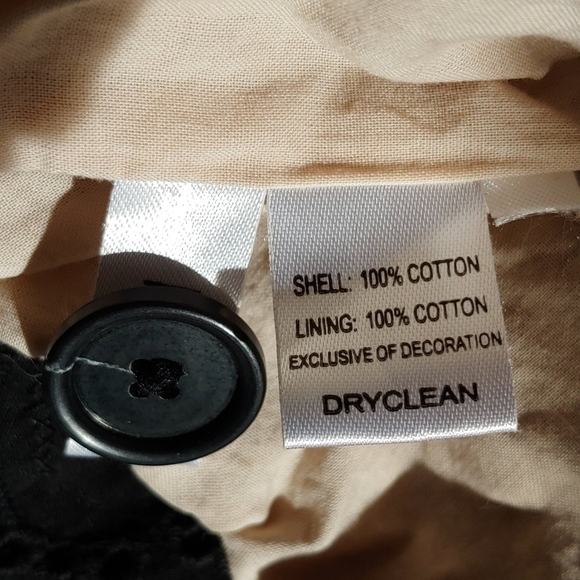 SHELL: 100% COTTON
LINING: 100% COTTON
EXCLUSIVE OF DECORATION
DRYCLEAN